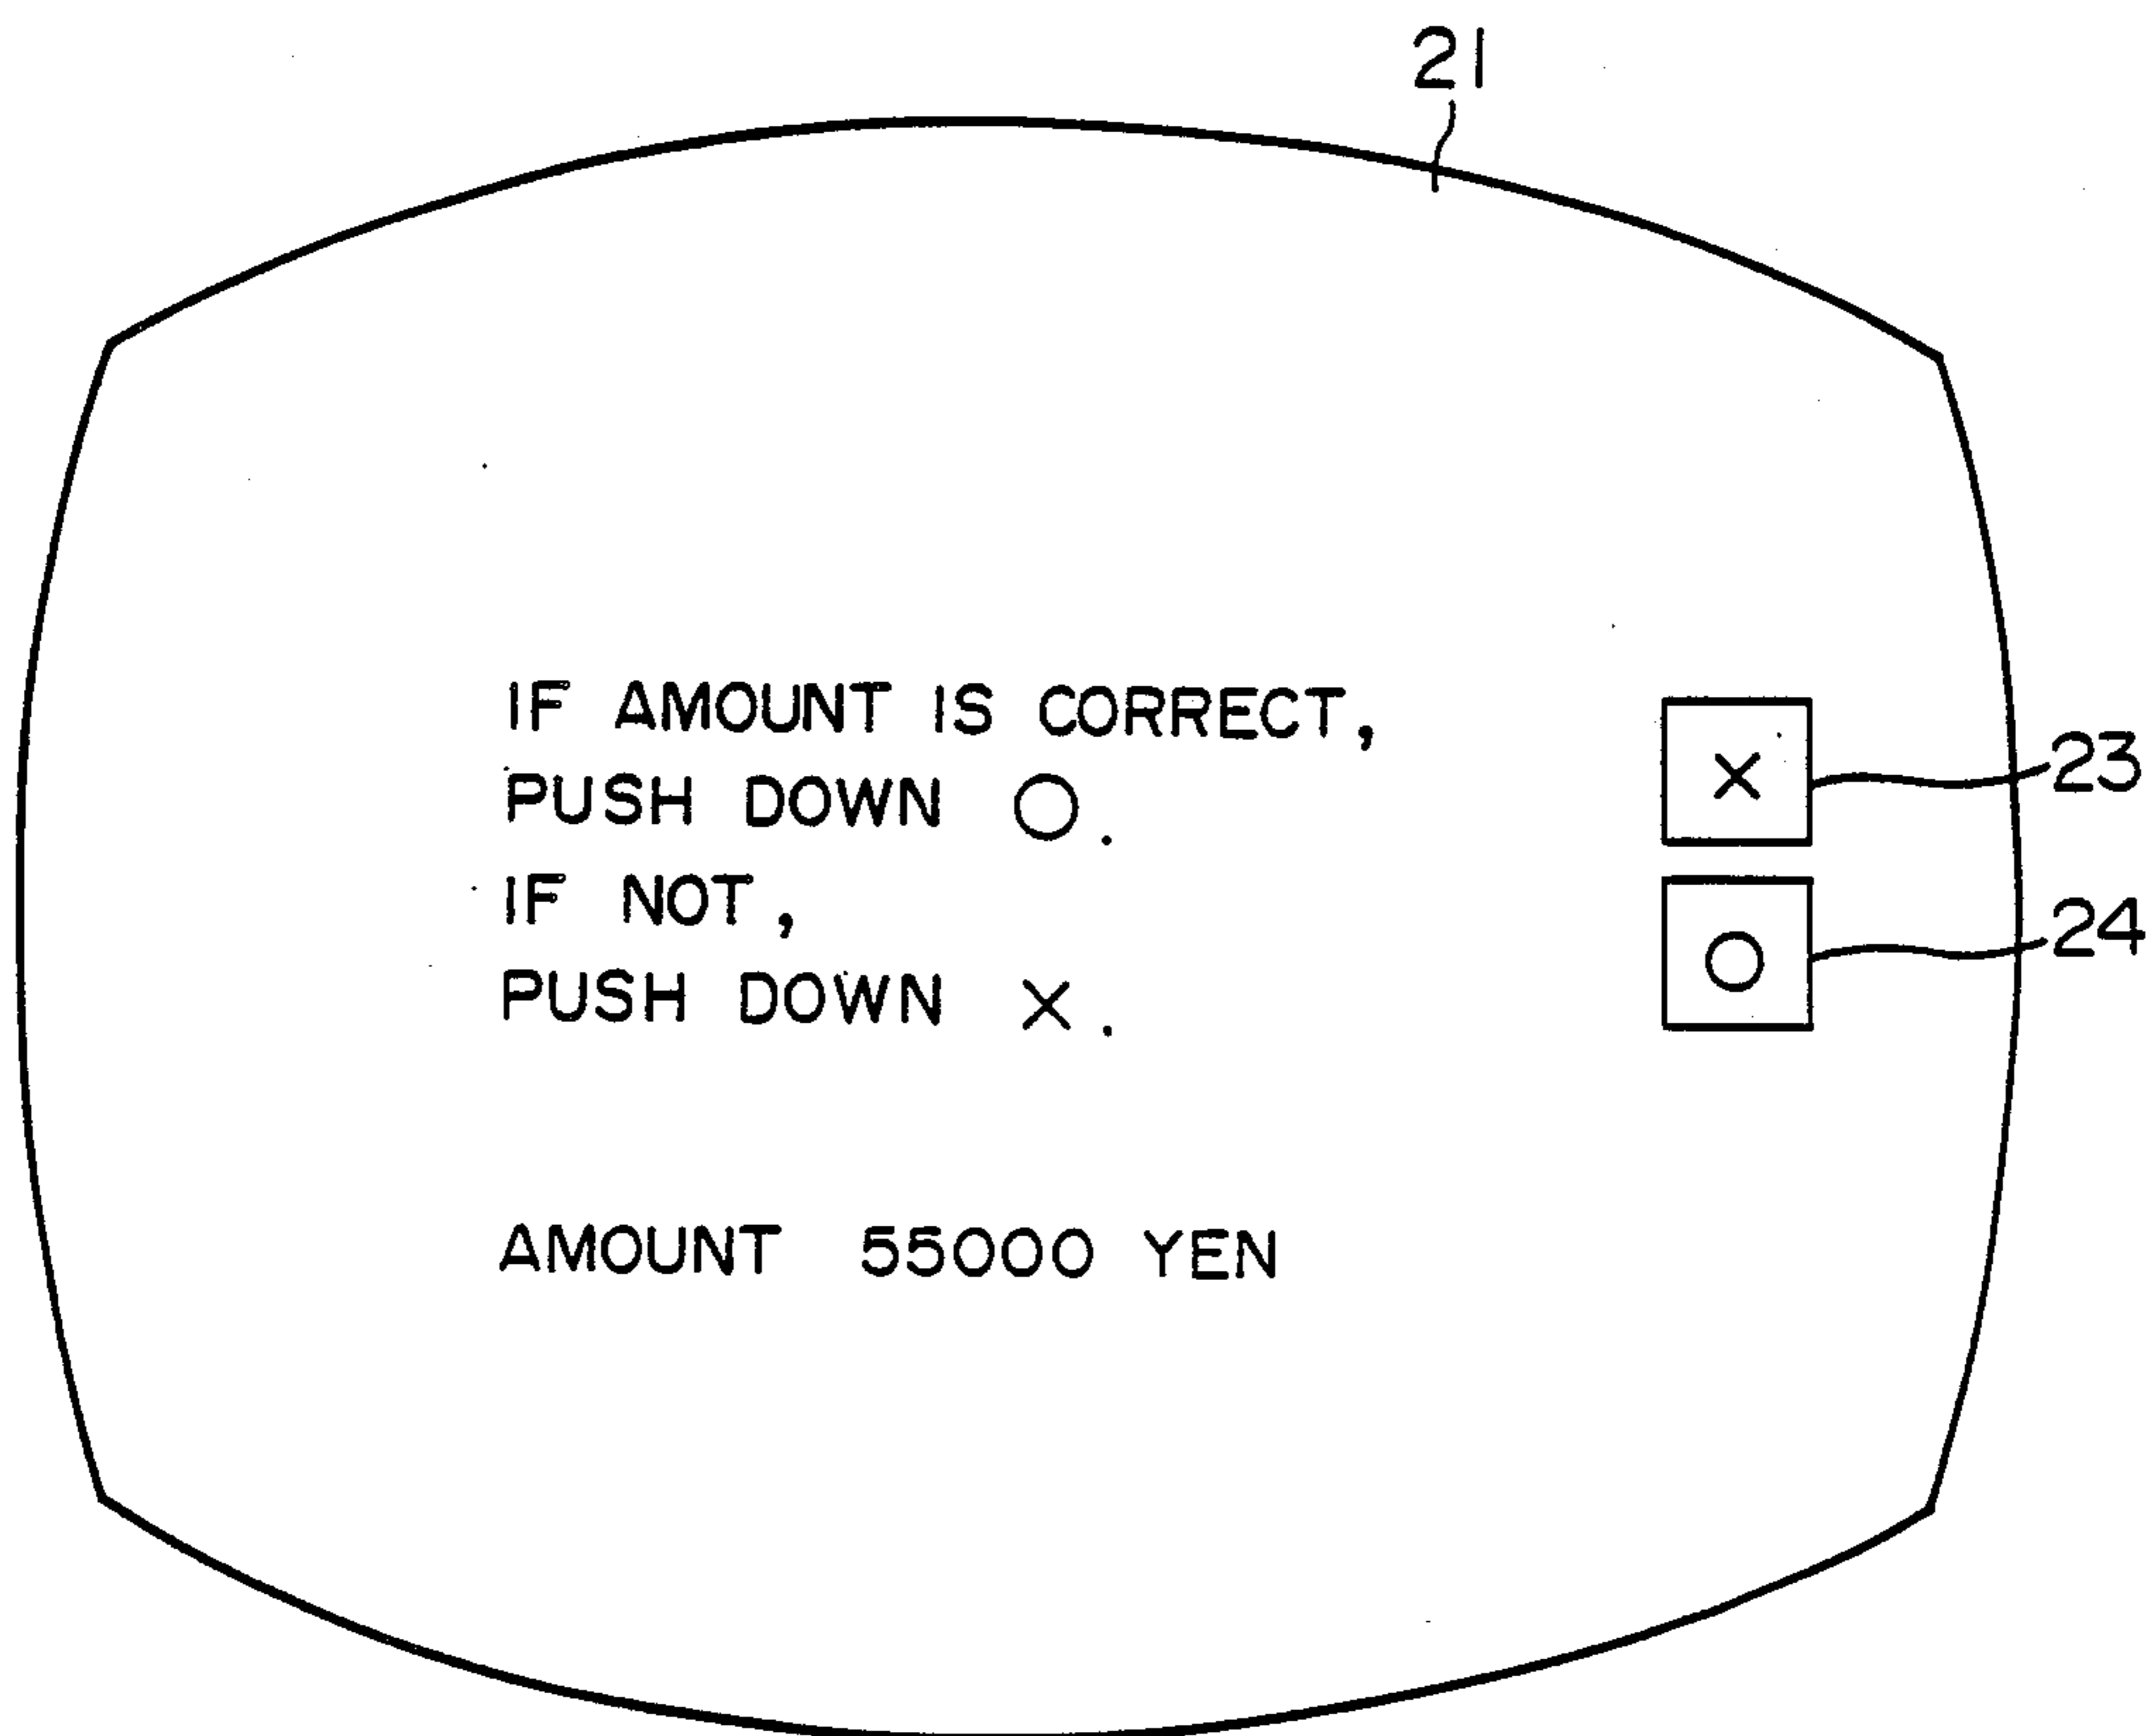 21
IF AMOUNT IS CORRECT,
PUSH DOWN ○.
IF NOT,
PUSH DOWN ×.
AMOUNT 55000 YEN
×
23
○
24